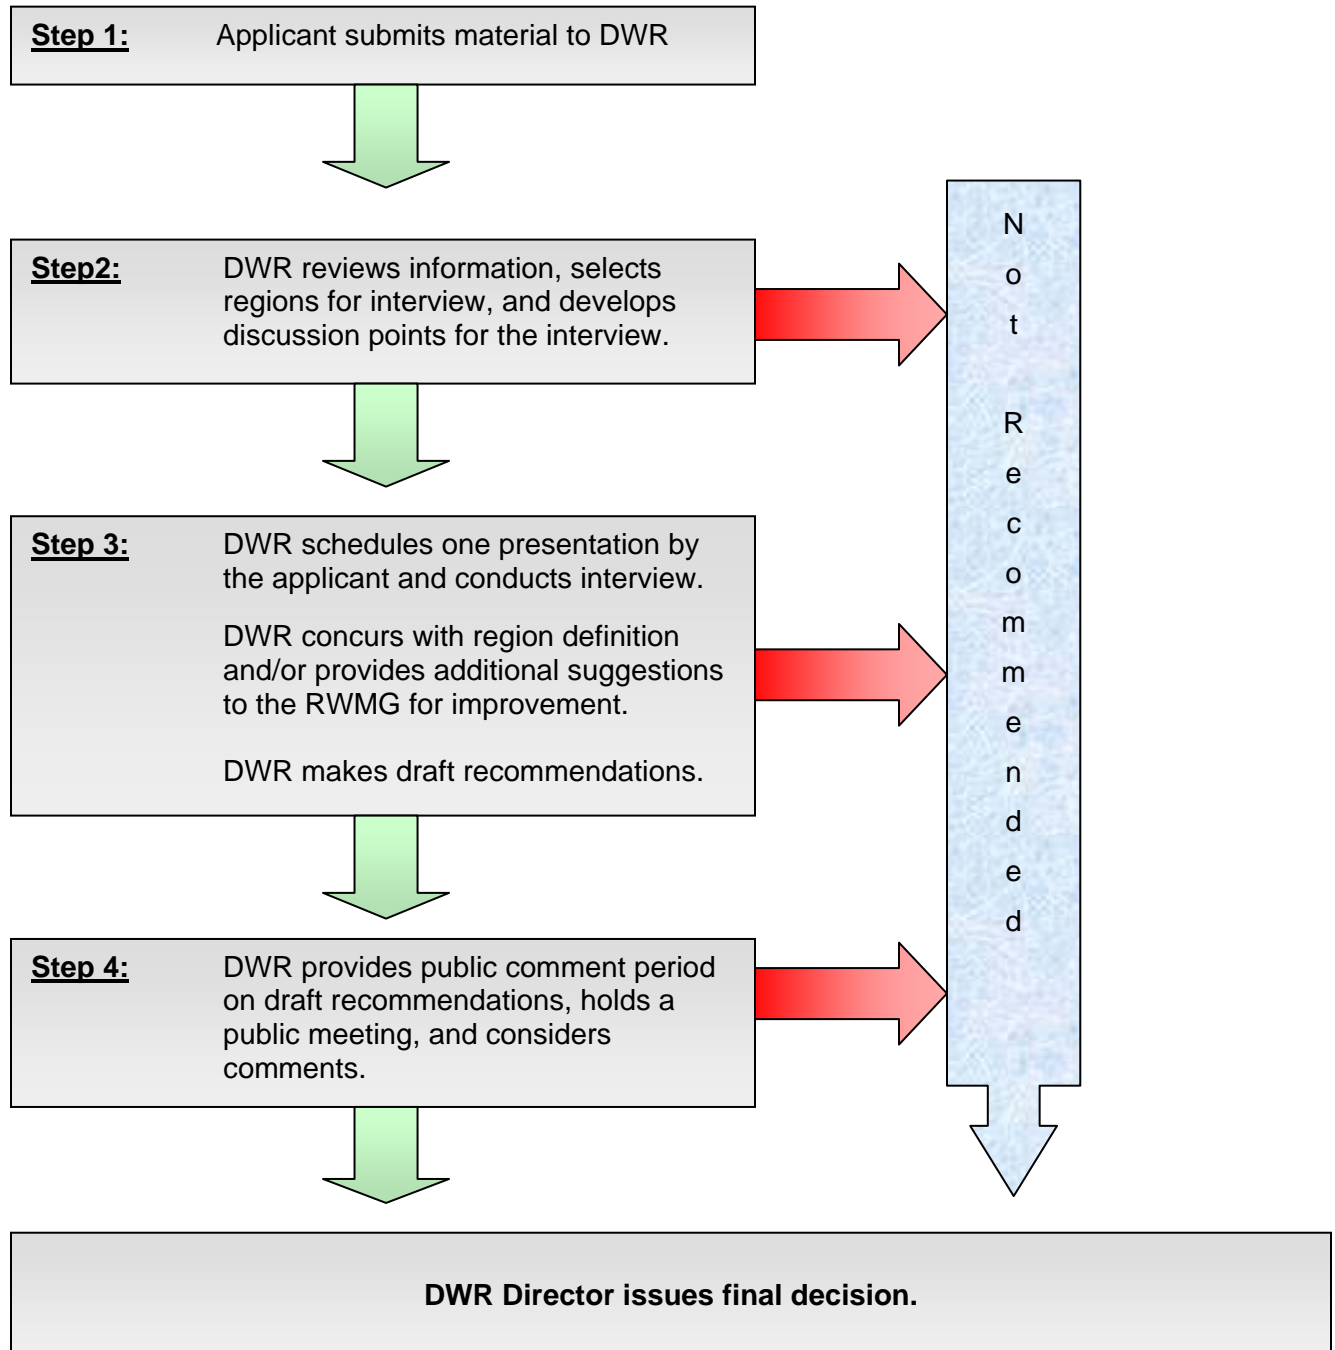 Step 1: Applicant submits material to DWR
Step2: DWR reviews information, selects
regions for interview, and develops
discussion points for the interview.
Step 3: DWR schedules one presentation by
the applicant and conducts interview.
DWR concurs with region definition
and/or provides additional suggestions
to the RWMG for improvement.
DWR makes draft recommendations.
Step 4: DWR provides public comment period
on draft recommendations, holds a
public meeting, and considers
comments.
Not Recommended
DWR Director issues final decision.